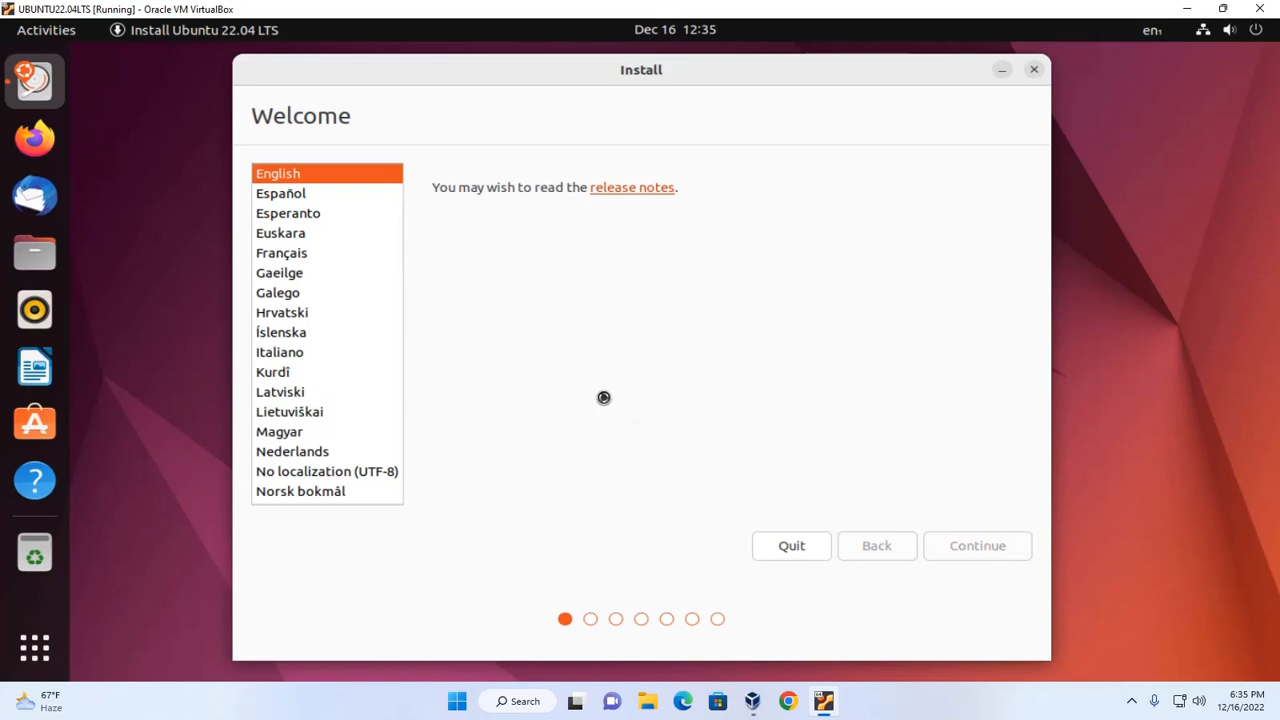 UBUNTU22.04LTS [Running] - Oracle VM VirtualBox
Activities Install Ubuntu 22.04 LTS Dec 16 12:35 en₁
Install
Welcome
English
Español
Esperanto
Euskara
Français
Gaeilge
Galego
Hrvatski
Íslenska
Italiano
Kurdî
Latviski
Lietuviškai
Magyar
Nederlands
No localization (UTF-8)
Norsk bokmål
You may wish to read the release notes.
Quit Back Continue
67°F
Haze
Search
6:35 PM
12/16/2022